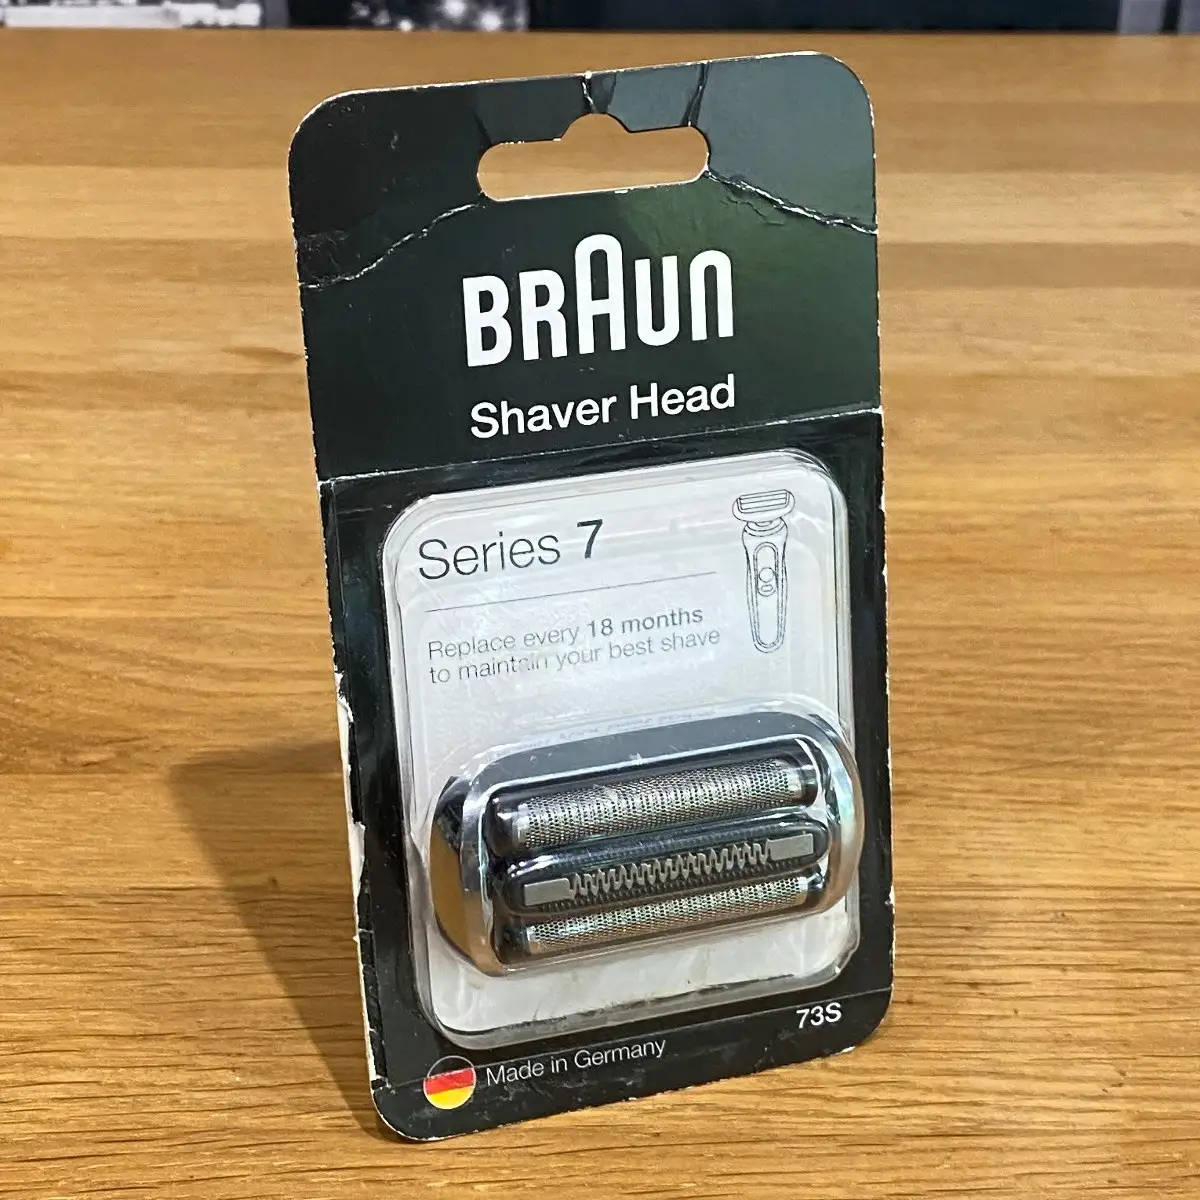 BRAUN
Shaver Head
Series 7
Replace every 18 months
to maintain your best shave
73S
Made in Germany